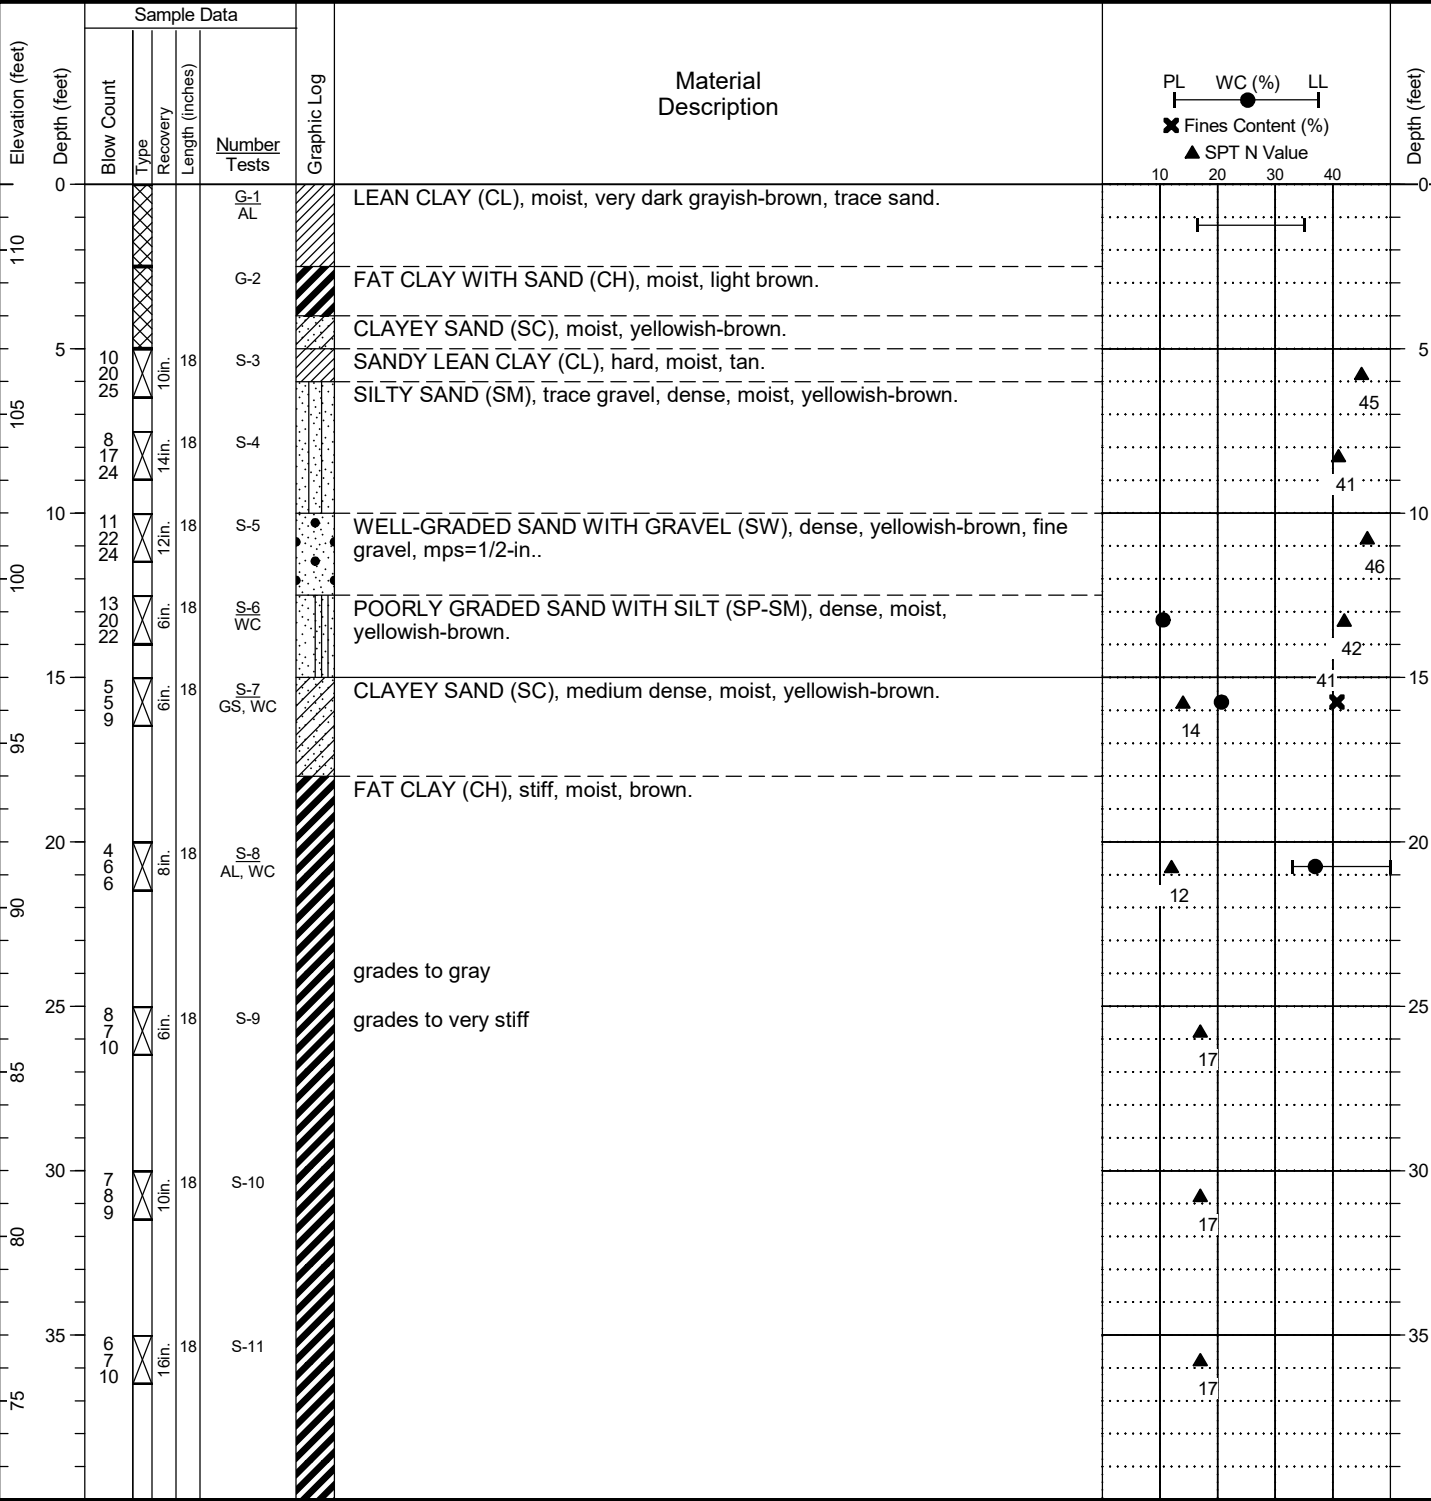 Sample Data
Elevation (feet)
Depth (feet)
Blow Count
Type
Recovery
Length (inches)
Number
Tests
Graphic Log
Material
Description
PL WC (%) LL
Fines Content (%)
SPT N Value
10 20 30 40
Depth (feet)
0
G-1
AL
LEAN CLAY (CL), moist, very dark grayish-brown, trace sand.
0
110
G-2
FAT CLAY WITH SAND (CH), moist, light brown.
CLAYEY SAND (SC), moist, yellowish-brown.
5
10
20
25
10in.
18
S-3
SANDY LEAN CLAY (CL), hard, moist, tan.
5
45
105
SILTY SAND (SM), trace gravel, dense, moist, yellowish-brown.
8
17
24
14in.
18
S-4
41
10
11
22
24
12in.
18
S-5
WELL-GRADED SAND WITH GRAVEL (SW), dense, yellowish-brown, fine
gravel, mps=1/2-in..
10
46
100
13
20
22
6in.
18
S-6
WC
POORLY GRADED SAND WITH SILT (SP-SM), dense, moist,
yellowish-brown.
42
15
5
5
9
6in.
18
S-7
GS, WC
CLAYEY SAND (SC), medium dense, moist, yellowish-brown.
41
15
14
95
FAT CLAY (CH), stiff, moist, brown.
20
4
6
6
8in.
18
S-8
AL, WC
20
12
90
grades to gray
25
8
7
10
6in.
18
S-9
grades to very stiff
25
17
85
30
7
8
9
10in.
18
S-10
30
17
80
35
6
7
10
16in.
18
S-11
35
17
75